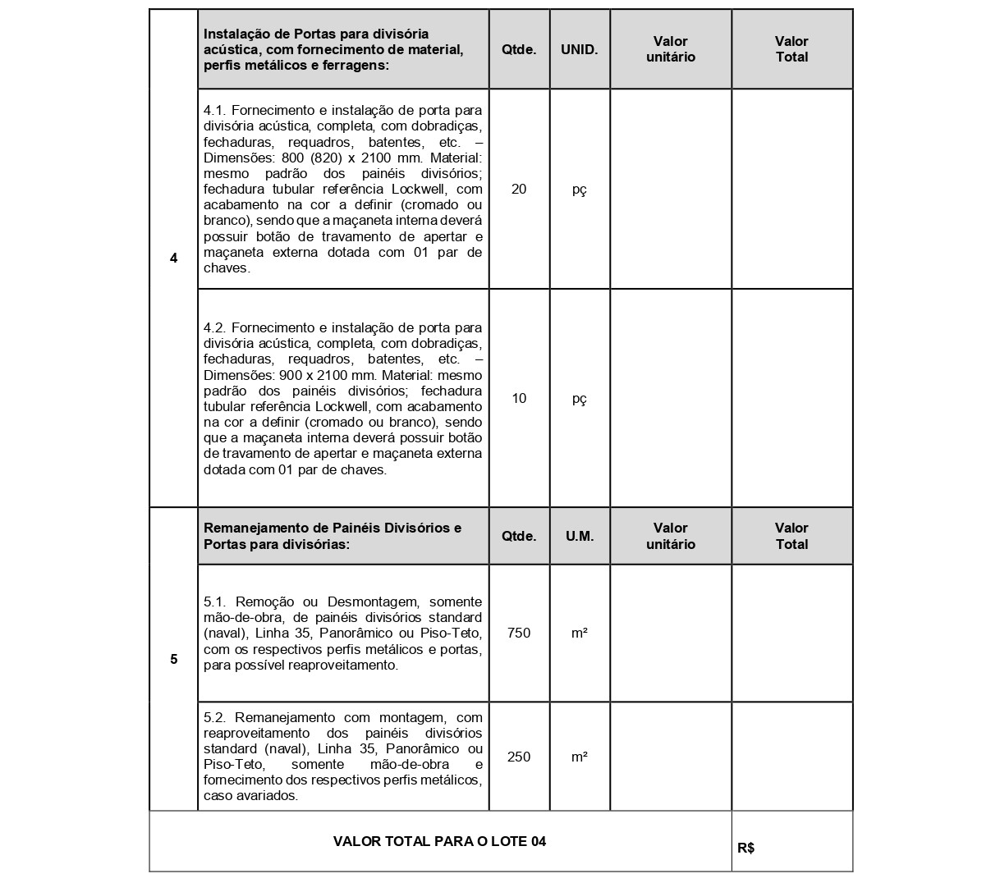 Instalação de Portas para divisória
acústica, com fornecimento de material,
perfis metálicos e ferragens:
Qtde.
UNID.
Valor
unitário
Valor
Total
4
4.1. Fornecimento e instalação de porta para
divisória acústica, completa, com dobradiças,
fechaduras, requadros, batentes, etc. –
Dimensões: 800 (820) x 2100 mm. Material:
mesmo padrão dos painéis divisórios;
fechadura tubular referência Lockwell, com
acabamento na cor a definir (cromado ou
branco), sendo que a maçaneta interna deverá
possuir botão de travamento de apertar e
maçaneta externa dotada com 01 par de
chaves.
20
pç
4.2. Fornecimento e instalação de porta para
divisória acústica, completa, com dobradiças,
fechaduras, requadros, batentes, etc. –
Dimensões: 900 x 2100 mm. Material: mesmo
padrão dos painéis divisórios; fechadura
tubular referência Lockwell, com acabamento
na cor a definir (cromado ou branco), sendo
que a maçaneta interna deverá possuir botão
de travamento de apertar e maçaneta externa
dotada com 01 par de chaves.
10
pç
Remanejamento de Painéis Divisórios e
Portas para divisórias:
Qtde.
U.M.
Valor
unitário
Valor
Total
5
5.1. Remoção ou Desmontagem, somente
mão-de-obra, de painéis divisórios standard
(naval), Linha 35, Panorâmico ou Piso-Teto,
com os respectivos perfis metálicos e portas,
para possível reaproveitamento.
750
m²
5.2. Remanejamento com montagem, com
reaproveitamento dos painéis divisórios
standard (naval), Linha 35, Panorâmico ou
Piso-Teto, somente mão-de-obra e
fornecimento dos respectivos perfis metálicos,
caso avariados.
250
m²
VALOR TOTAL PARA O LOTE 04
R$